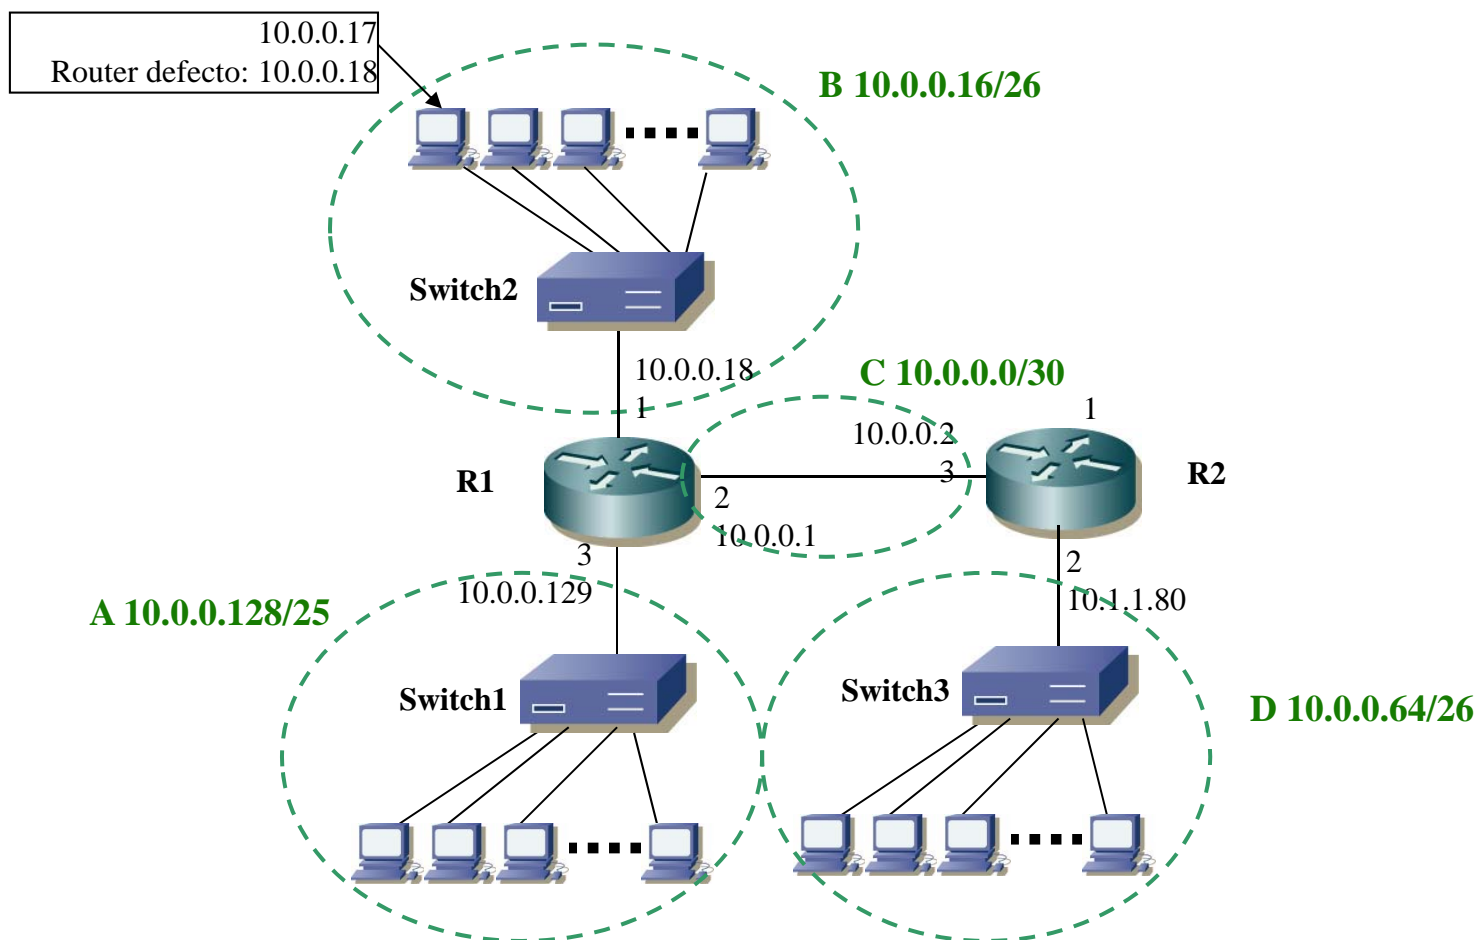 10.0.0.17
Router defecto: 10.0.0.18
B 10.0.0.16/26
Switch2
10.0.0.18
1
C 10.0.0.0/30
1
10.0.0.2
3
R1
R2
2
10.0.0.1
3
10.0.0.129
2
10.1.1.80
A 10.0.0.128/25
Switch1
Switch3
D 10.0.0.64/26